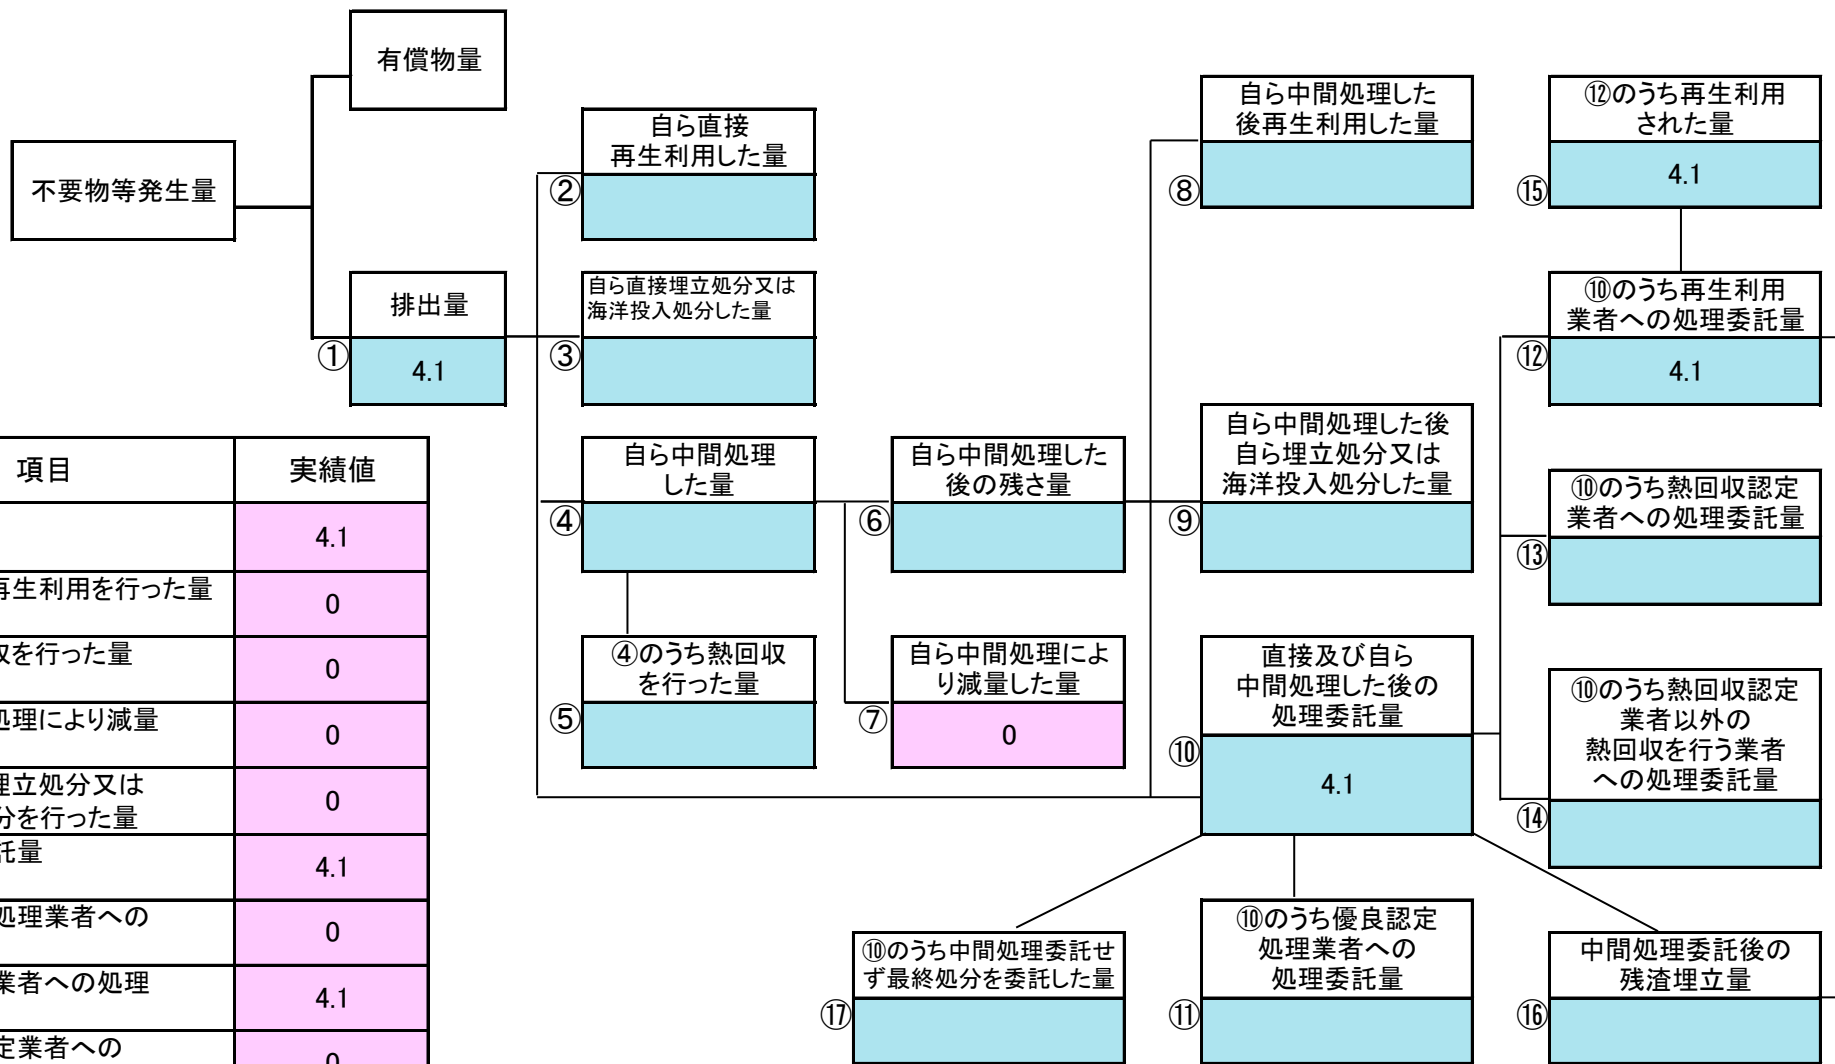 有償物量
不要物等発生量
排出量
①
4.1
自ら直接
再生利用した量
②
自ら直接埋立処分又は
海洋投入処分した量
③
自ら中間処理
した量
④
④のうち熱回収
を行った量
⑤
自ら中間処理した
後の残さ量
⑥
自ら中間処理によ
り減量した量
⑦
0
自ら中間処理した
後再生利用した量
⑧
自ら中間処理した後
自ら埋立処分又は
海洋投入処分した量
⑨
直接及び自ら
中間処理した後の
処理委託量
⑩
4.1
⑫のうち再生利用
された量
⑮
4.1
⑩のうち再生利用
業者への処理委託量
⑫
4.1
⑩のうち熱回収認定
業者への処理委託量
⑬
⑩のうち熱回収認定
業者以外の
熱回収を行う業者
への処理委託量
⑭
⑩のうち中間処理委託せ
ず最終処分を委託した量
⑰
⑩のうち優良認定
処理業者への
処理委託量
⑪
中間処理委託後の
残渣埋立量
⑯
項目 実績値
4.1
再生利用を行った量 0
を行った量 0
処理により減量 0
埋立処分又は
分を行った量 0
託量 4.1
処理業者への 0
業者への処理 4.1
定業者への